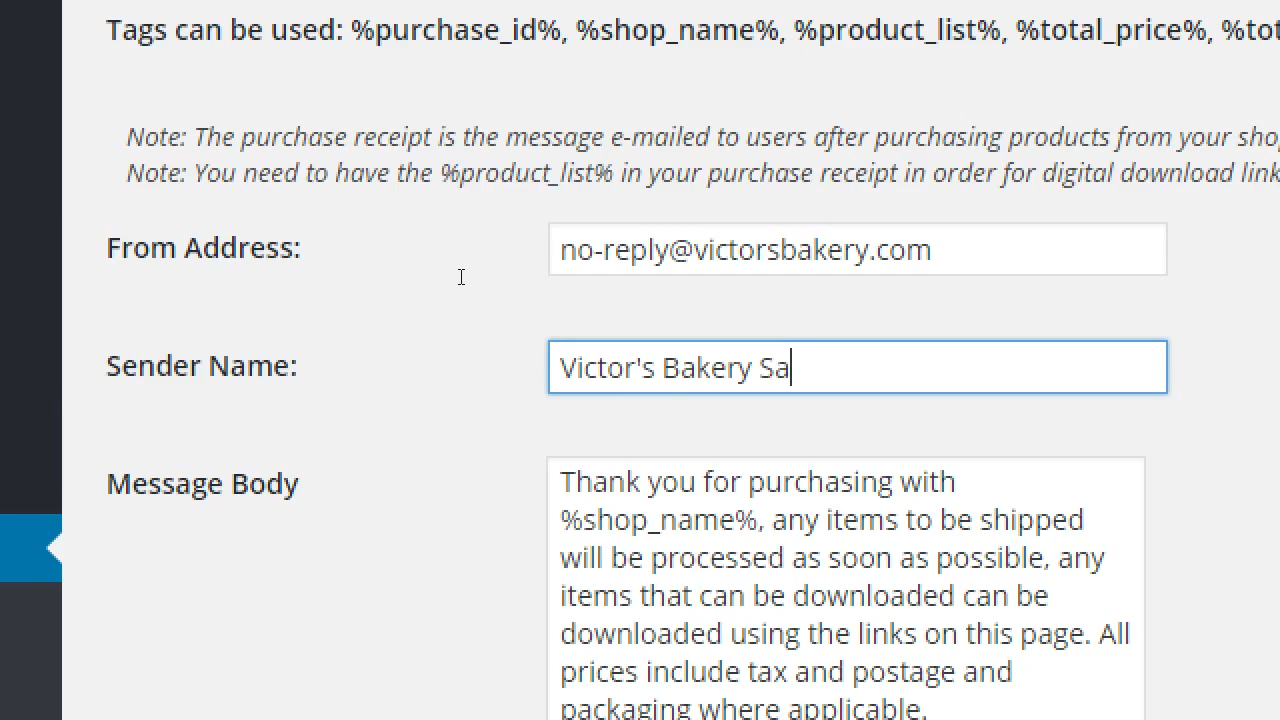 Tags can be used: %purchase_id%, %shop_name%, %product_list%, %total_price%, %tot
Note: The purchase receipt is the message e-mailed to users after purchasing products from your sho
Note: You need to have the %product_list% in your purchase receipt in order for digital download link
From Address:
no-reply@victorsbakery.com
Sender Name:
Victor's Bakery Sa
Message Body
Thank you for purchasing with
%shop_name%, any items to be shipped
will be processed as soon as possible, any
items that can be downloaded can be
downloaded using the links on this page. All
prices include tax and postage and
packaging where applicable.